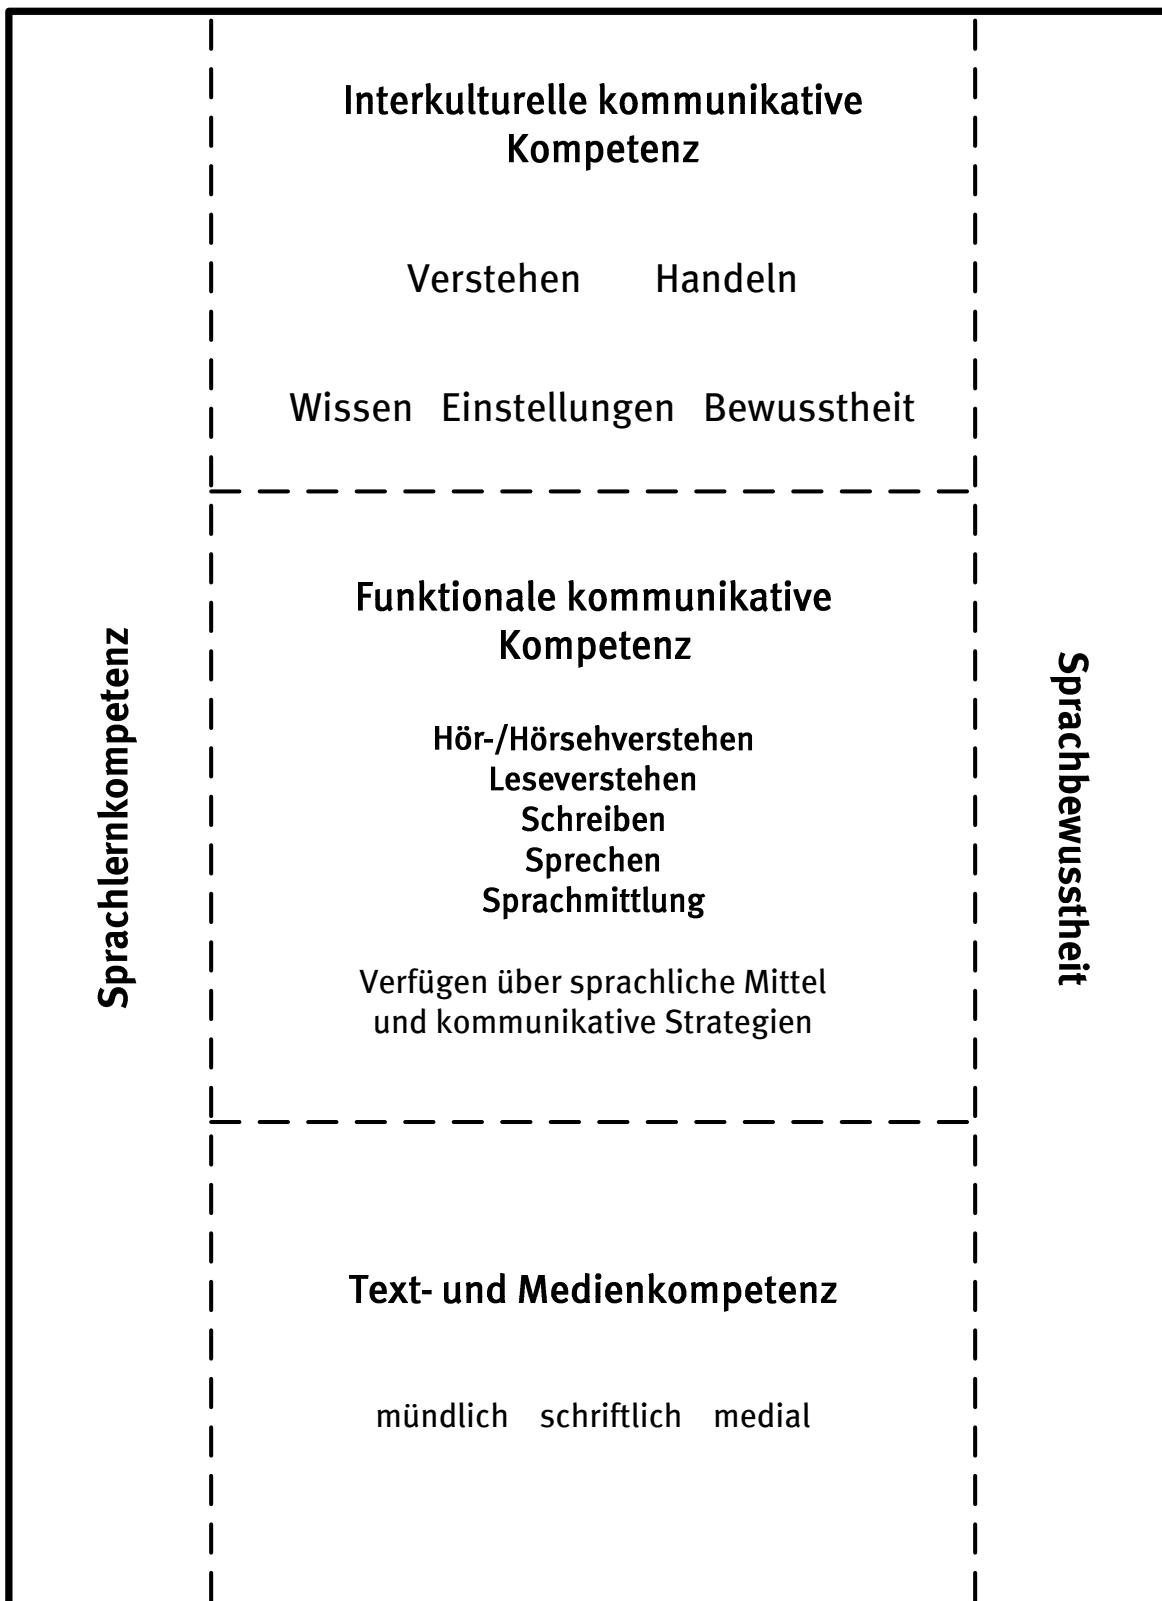 Interkulturelle kommunikative
Kompetenz
Verstehen Handeln
Wissen Einstellungen Bewusstheit
Sprachlernkompetenz
Funktionale kommunikative
Kompetenz
Hör-/Hörsehverstehen
Leseverstehen
Schreiben
Sprechen
Sprachmittlung
Verfügen über sprachliche Mittel
und kommunikative Strategien
Sprachbewusstheit
Text- und Medienkompetenz
mündlich schriftlich medial